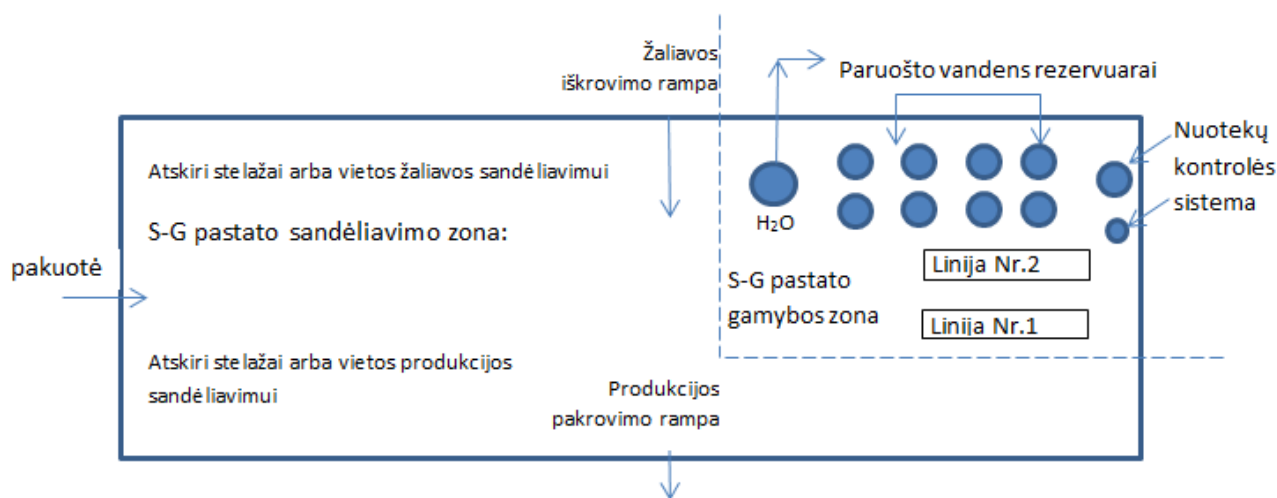 Žaliavos
iškrovimo rampa
Paruošto vandens rezervuarai
Nuotekų
kontrolės
sistema
Atskiri stelažai arba vietos žaliavos sandėliavimui
S-G pastato sandėliavimo zona:
H₂O
pakuotė
S-G pastato
gamybos zona
Linija Nr.2
Linija Nr.1
Atskiri stelažai arba vietos produkcijos
sandėliavimui
Produkcijos
pakrovimo rampa